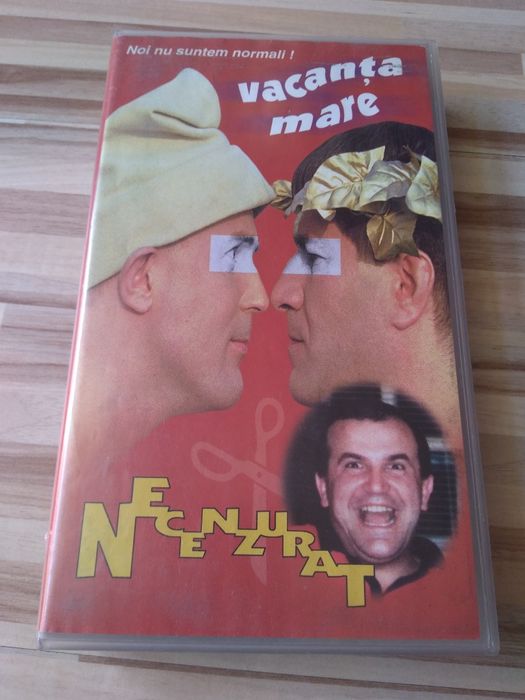 Noi nu suntem normali !
vacanța
mare
NECENZURAT